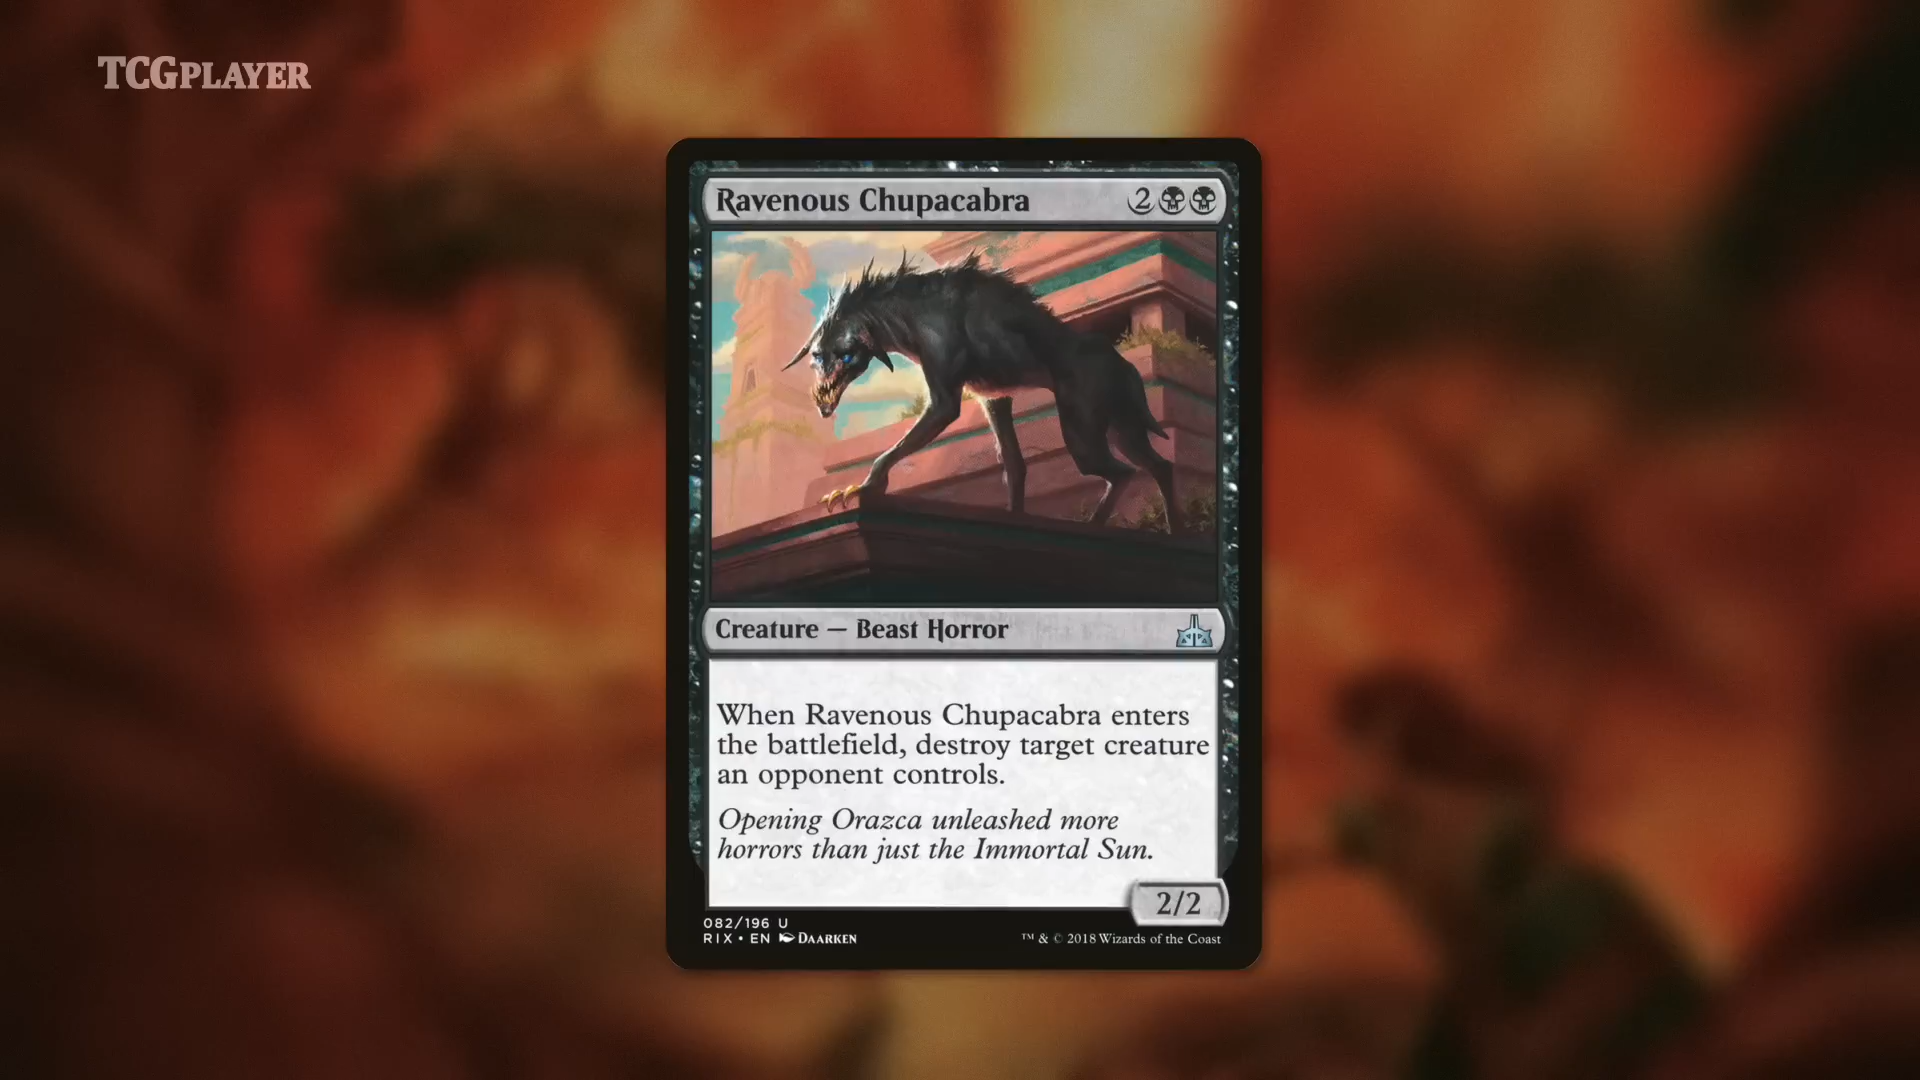 TCGPLAYER
Ravenous Chupacabra 2
Creature — Beast Horror
When Ravenous Chupacabra enters
the battlefield, destroy target creature
an opponent controls.
Opening Orazca unleashed more
horrors than just the Immortal Sun.
2/2
082/196 U
RIX • EN DAARKEN
™ & © 2018 Wizards of the Coast